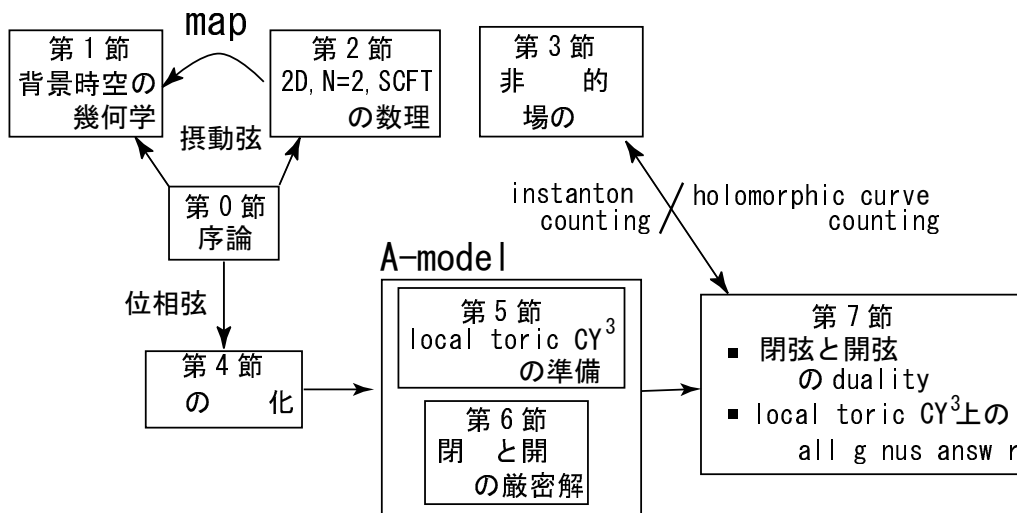 map
第1節
背景時空の
幾何学
第2節
2D, N=2, SCFT
の数理
第3節
非 的
場の
摂動弦
第0節
序論
instanton
counting
holomorphic curve
counting
位相弦
A-model
第4節
の 化
第5節
local toric CY³
の準備
第6節
閉 と開
の厳密解
第7節
▪ 閉弦と開弦
の duality
▪ local toric CY³上の
all g nus answ r